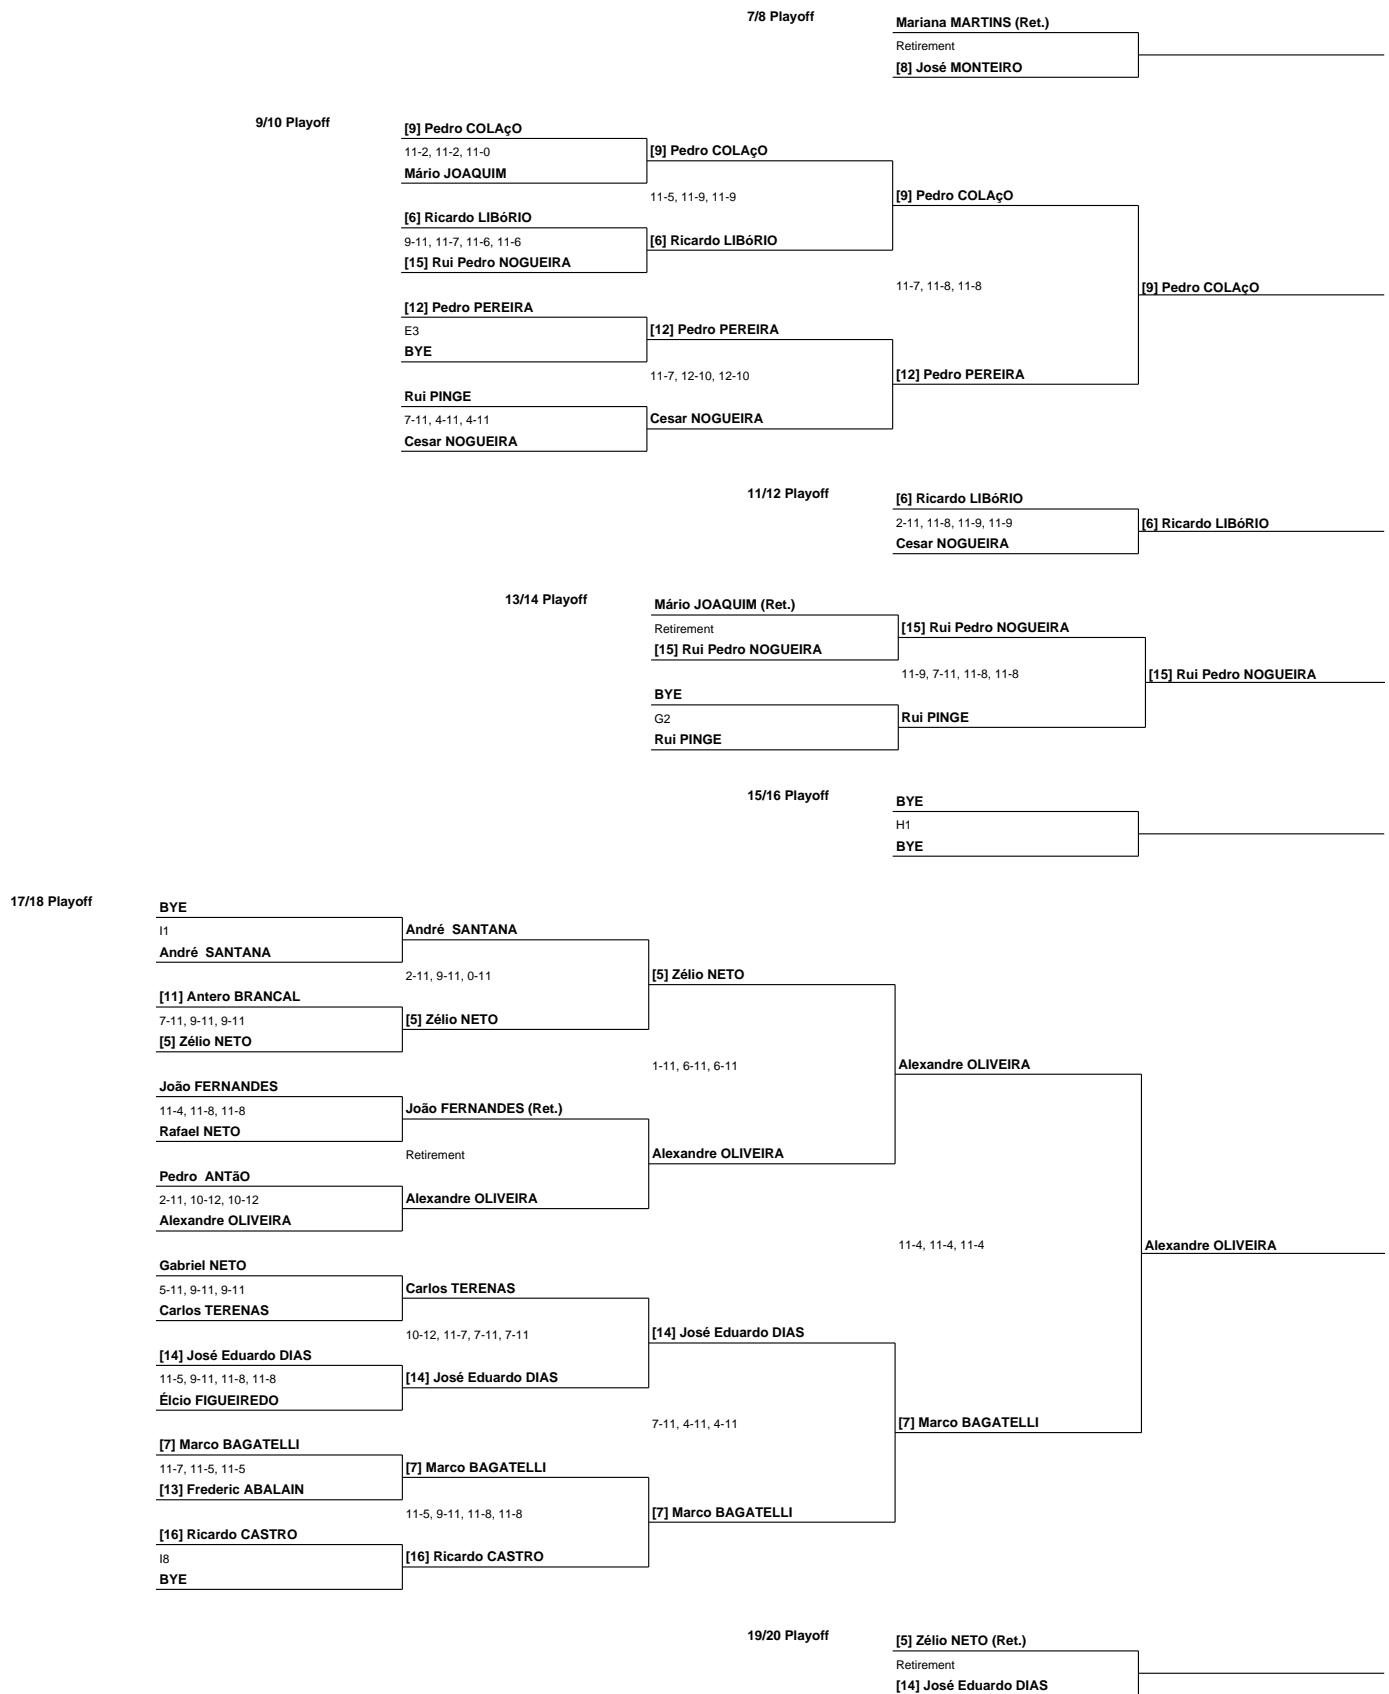 7/8 Playoff
Mariana MARTINS (Ret.)
Retirement
[8] José MONTEIRO
9/10 Playoff
[9] Pedro COLAçO
11-2, 11-2, 11-0
[9] Pedro COLAçO
Mário JOAQUIM
11-5, 11-9, 11-9
[9] Pedro COLAçO
[6] Ricardo LIBóRIO
9-11, 11-7, 11-6, 11-6
[6] Ricardo LIBóRIO
[15] Rui Pedro NOGUEIRA
11-7, 11-8, 11-8
[9] Pedro COLAçO
[12] Pedro PEREIRA
E3
[12] Pedro PEREIRA
BYE
11-7, 12-10, 12-10
[12] Pedro PEREIRA
Rui PINGE
7-11, 4-11, 4-11
Cesar NOGUEIRA
Cesar NOGUEIRA
11/12 Playoff
[6] Ricardo LIBóRIO
2-11, 11-8, 11-9, 11-9
[6] Ricardo LIBóRIO
Cesar NOGUEIRA
13/14 Playoff
Mário JOAQUIM (Ret.)
Retirement
[15] Rui Pedro NOGUEIRA
[15] Rui Pedro NOGUEIRA
11-9, 7-11, 11-8, 11-8
[15] Rui Pedro NOGUEIRA
BYE
G2
Rui PINGE
Rui PINGE
15/16 Playoff
BYE
H1
BYE
17/18 Playoff
BYE
I1
André  SANTANA
André  SANTANA
2-11, 9-11, 0-11
[5] Zélio NETO
[11] Antero BRANCAL
7-11, 9-11, 9-11
[5] Zélio NETO
[5] Zélio NETO
1-11, 6-11, 6-11
Alexandre OLIVEIRA
João FERNANDES
11-4, 11-8, 11-8
João FERNANDES (Ret.)
Rafael NETO
Retirement
Alexandre OLIVEIRA
Pedro  ANTãO
2-11, 10-12, 10-12
Alexandre OLIVEIRA
Alexandre OLIVEIRA
11-4, 11-4, 11-4
Alexandre OLIVEIRA
Gabriel NETO
5-11, 9-11, 9-11
Carlos TERENAS
Carlos TERENAS
10-12, 11-7, 7-11, 7-11
[14] José Eduardo DIAS
[14] José Eduardo DIAS
11-5, 9-11, 11-8, 11-8
[14] José Eduardo DIAS
Élcio FIGUEIREDO
7-11, 4-11, 4-11
[7] Marco BAGATELLI
[7] Marco BAGATELLI
11-7, 11-5, 11-5
[7] Marco BAGATELLI
[13] Frederic ABALAIN
11-5, 9-11, 11-8, 11-8
[7] Marco BAGATELLI
[16] Ricardo CASTRO
I8
[16] Ricardo CASTRO
BYE
19/20 Playoff
[5] Zélio NETO (Ret.)
Retirement
[14] José Eduardo DIAS